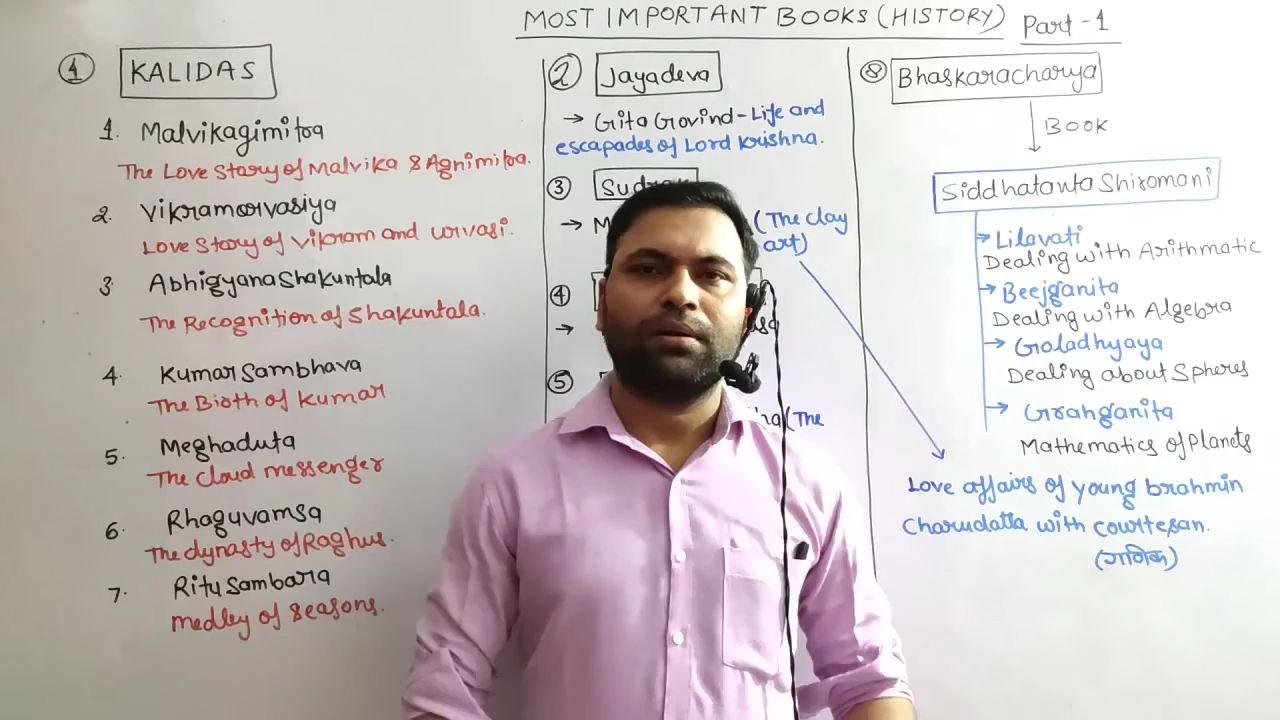 MOST IMPORTANT BOOKS (HISTORY) Part-1
① KALIDAS
1. Malvikagimitra
The Love Story of Malvika & Agnimitra.
2. Vikramorvasiya
Love Story of Vikram and urvasi.
3. Abhigyanashakuntala
The Recognition of Shakuntala.
4. Kumarsambhava
The Birth of Kumar
5. Meghaduta
The cloud messenger
6. Rhaguvamsa
The dynasty of Raghus.
7. Ritu Sambara
medley of seasons.
② Jayadeva
→ Gita Govind - Life and
escapades of Lord Krishna.
③
→ M (The clay
art)
④
→
⑤
(The
⑧ Bhaskaracharya
BOOK
Siddhatanta Shiromani
→ Lilavati
Dealing with Arithmatic
→ Beejganita
Dealing with Algebra
→ Goladhyaya
Dealing about Spheres
→ Grahganita
Mathematics of Planets
Love affairs of young brahmin
Charudatta with courtesan.
(गणिक)